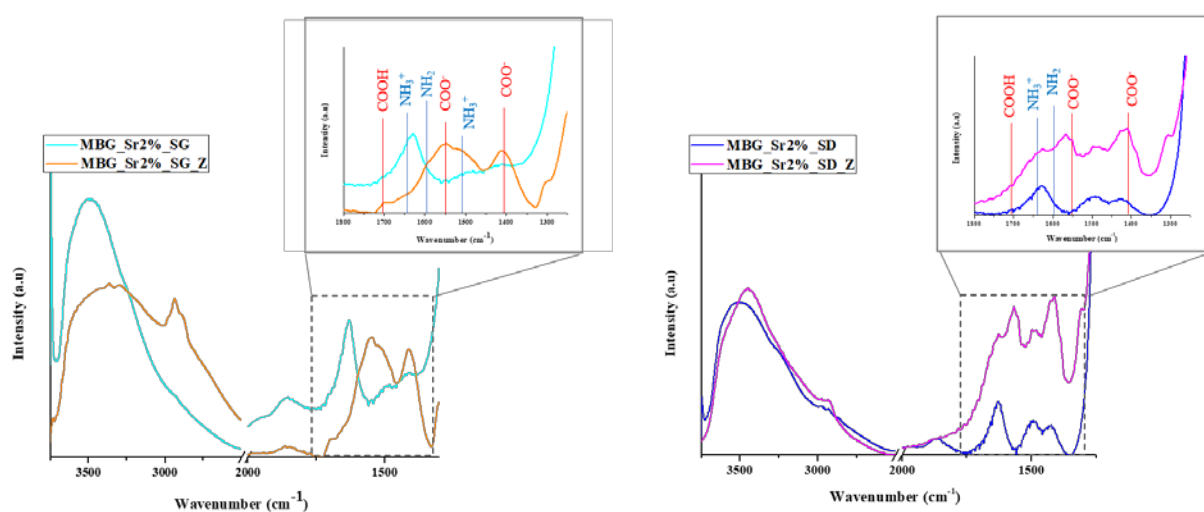 COOH
NH3+
NH2
COO-
NH3+
COO-
Intensity (a.u)
1800 1700 1600 1500 1400 1300
Wavenumber (cm-1)
MBG_Sr2%_SG
MBG_Sr2%_SG_Z
Intensity (a.u)
3500 3000 2000 1500
Wavenumber (cm-1)
COOH
NH3+
NH2
COO-
COO-
Intensity (a.u)
1800 1700 1600 1500 1400 1300
Wavenumber (cm-1)
MBG_Sr2%_SD
MBG_Sr2%_SD_Z
Intensity (a.u)
3500 3000 2000 1500
Wavenumber (cm-1)